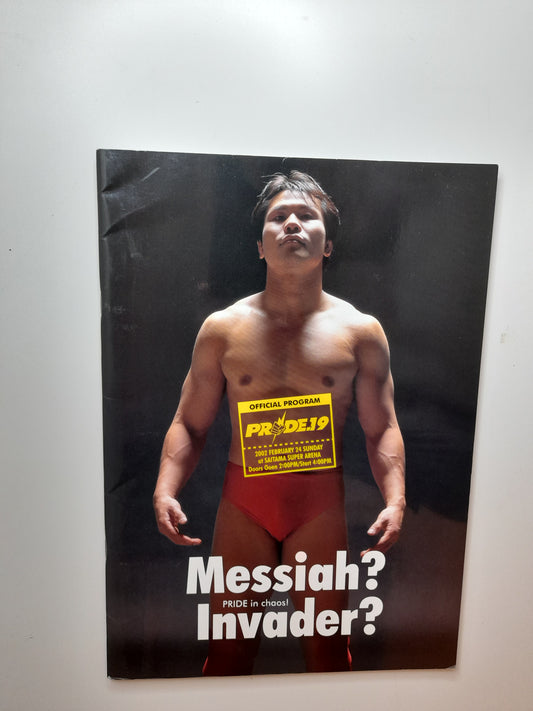 OFFICIAL PROGRAM
PRIDE.19
2002 FEBRUARY 24 SUNDAY
at SAITAMA SUPER ARENA
Doors Open 2:00PM/Start 4:00PM
Messiah?
PRIDE in chaos!
Invader?